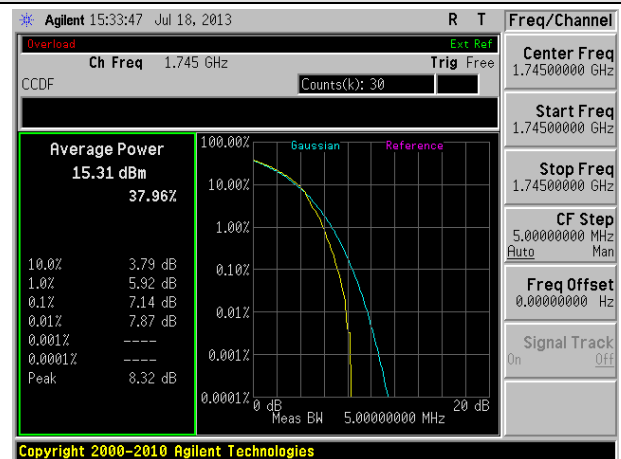 Agilent 15:33:47 Jul 18, 2013 R T
Freq/Channel
Overload Ext Ref
Ch Freq 1.745 GHz Trig Free
CCDF Counts(k): 30
Average Power
15.31 dBm
37.96%
10.0% 3.79 dB
1.0% 5.92 dB
0.1% 7.14 dB
0.01% 7.87 dB
0.001% ----
0.0001% ----
Peak 8.32 dB
Gaussian Reference
100.00%
10.00%
1.00%
0.10%
0.01%
0.001%
0.0001%
0 dB 20 dB
Meas BW 5.00000000 MHz
Center Freq
1.74500000 GHz
Start Freq
1.74500000 GHz
Stop Freq
1.74500000 GHz
CF Step
5.00000000 MHz
Auto Man
Freq Offset
0.00000000 Hz
Signal Track
On Off
Copyright 2000-2010 Agilent Technologies